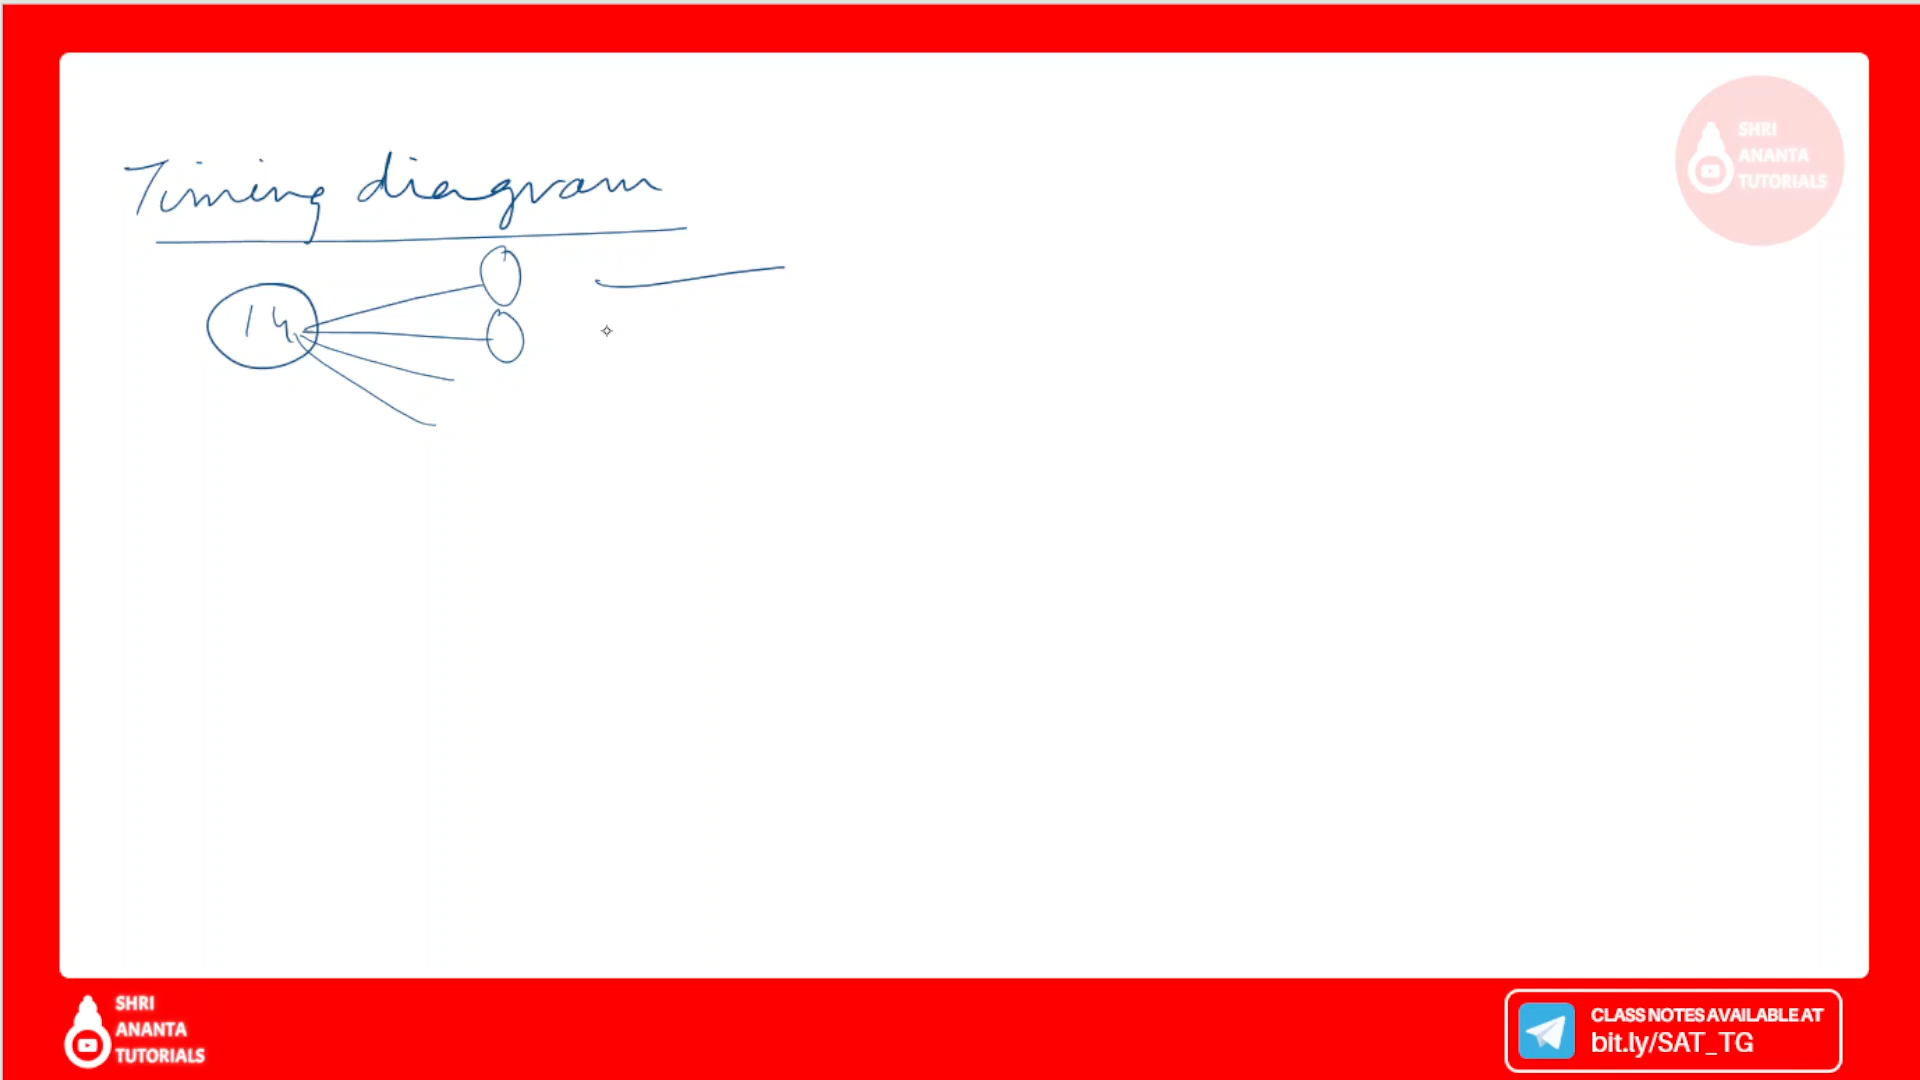 Timing diagram
14
SHRI
ANANTA
TUTORIALS
SHRI
ANANTA
TUTORIALS
CLASS NOTES AVAILABLE AT
bit.ly/SAT_TG